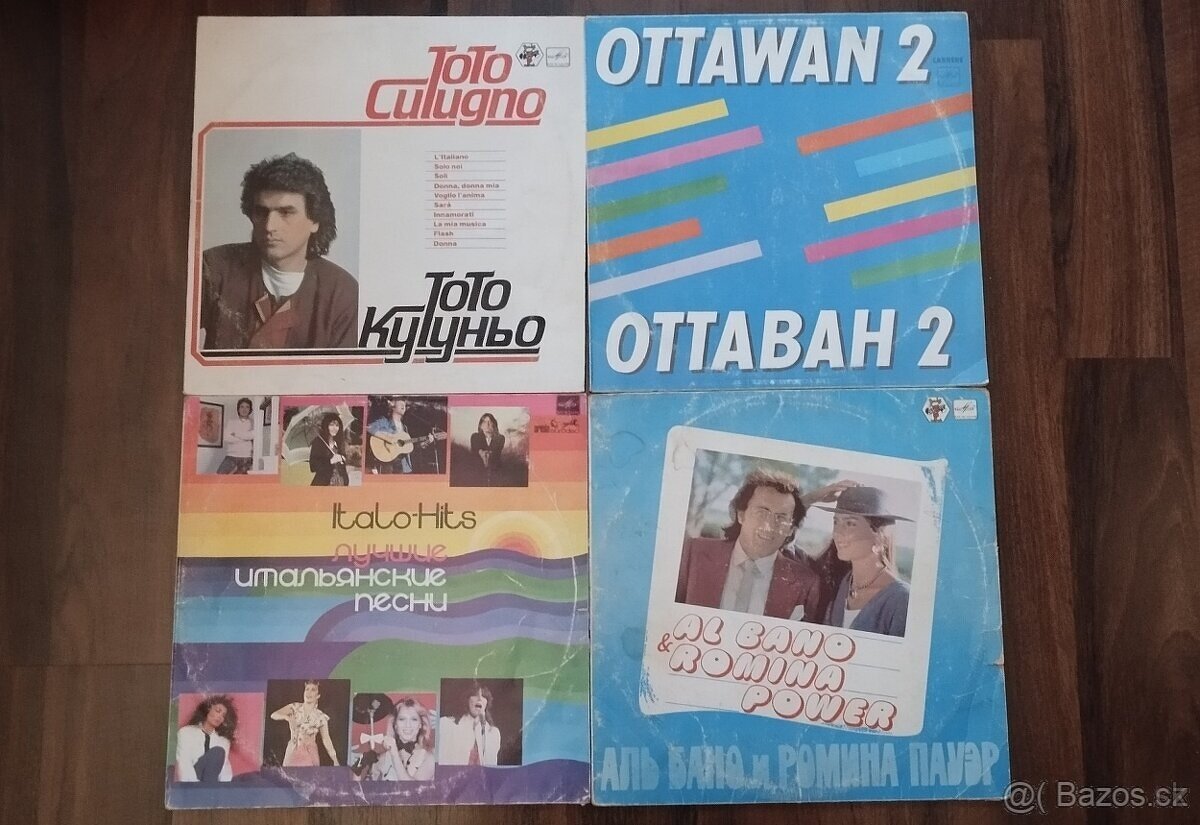 ToTo
Cutugno
L'Italiano
Solo noi
Soli
Donna, donna mia
Voglio l'anima
Sarà
Innamorati
La mia musica
Flash
Donna
ToTo
Кутуньо
OTTAWAN 2
CARRERE
ОТТАВАН 2
Italo-Hits
лучшие
итальянские
песни
AL BANO
& ROMINA
POWER
АЛЬ БАНО и РОМИНА ПАУЭР
@( Bazos.sk